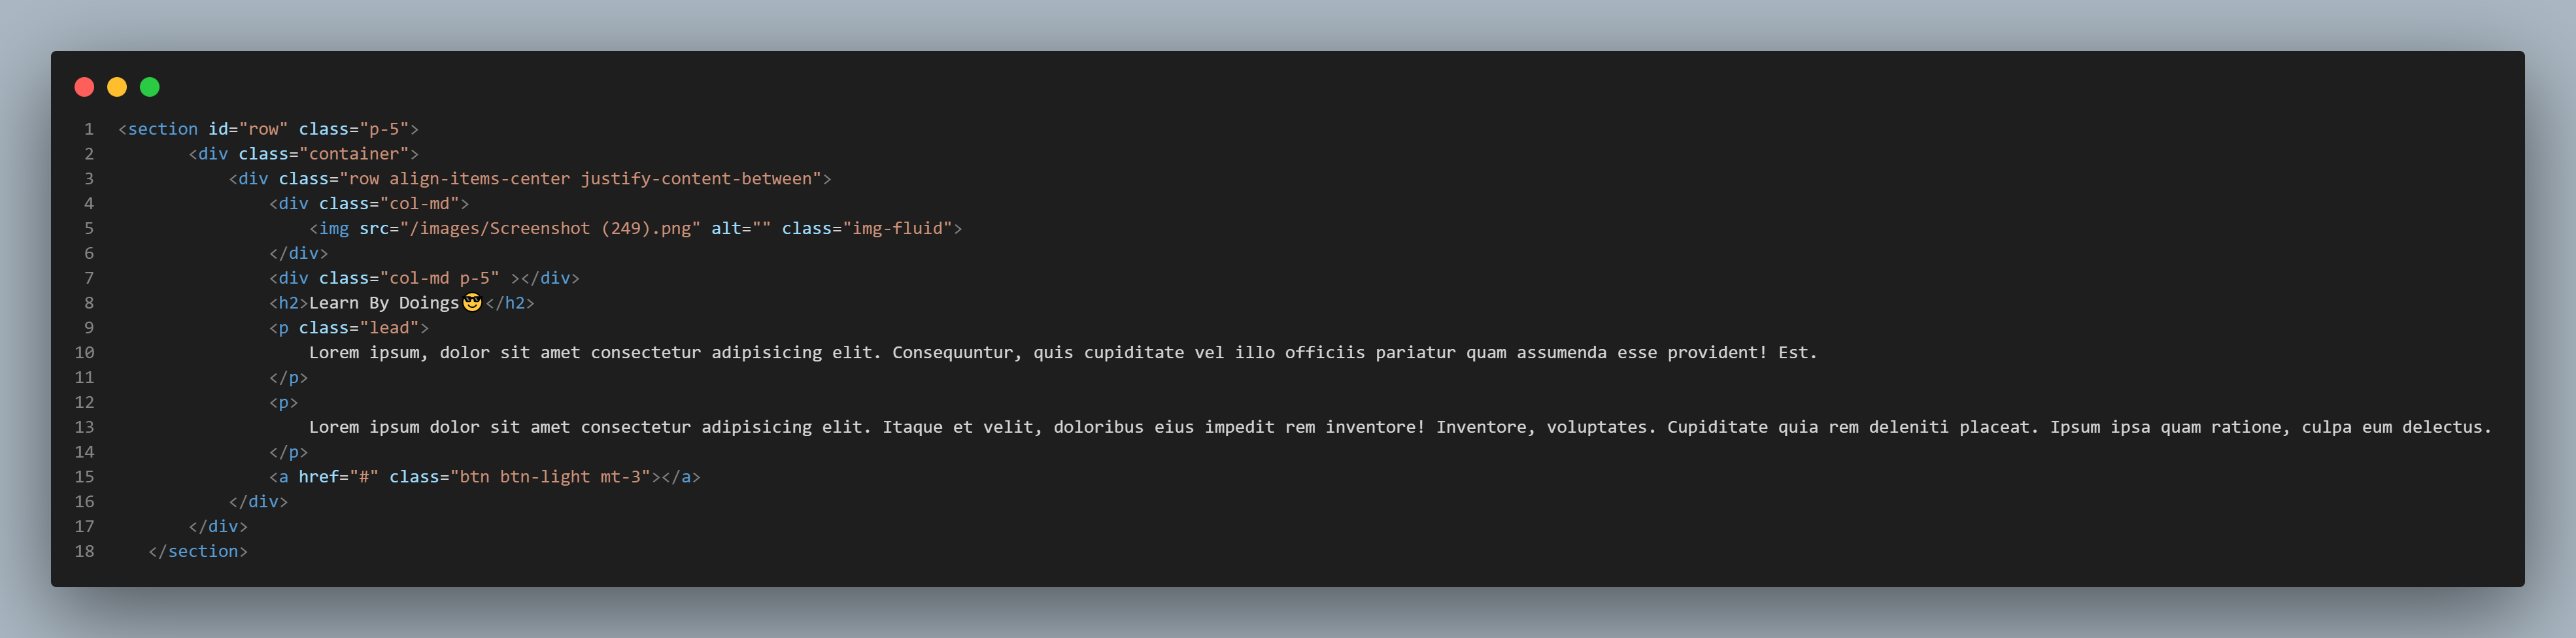 1 <section id="row" class="p-5">
2 <div class="container">
3 <div class="row align-items-center justify-content-between">
4 <div class="col-md">
5 <img src="/images/Screenshot (249).png" alt="" class="img-fluid">
6 </div>
7 <div class="col-md p-5" ></div>
8 <h2>Learn By Doings😎</h2>
9 <p class="lead">
10 Lorem ipsum, dolor sit amet consectetur adipisicing elit. Consequuntur, quis cupiditate vel illo officiis pariatur quam assumenda esse provident! Est.
11 </p>
12 <p>
13 Lorem ipsum dolor sit amet consectetur adipisicing elit. Itaque et velit, doloribus eius impedit rem inventore! Inventore, voluptates. Cupiditate quia rem deleniti placeat. Ipsum ipsa quam ratione, culpa eum delectus.
14 </p>
15 <a href="#" class="btn btn-light mt-3"></a>
16 </div>
17 </div>
18 </section>